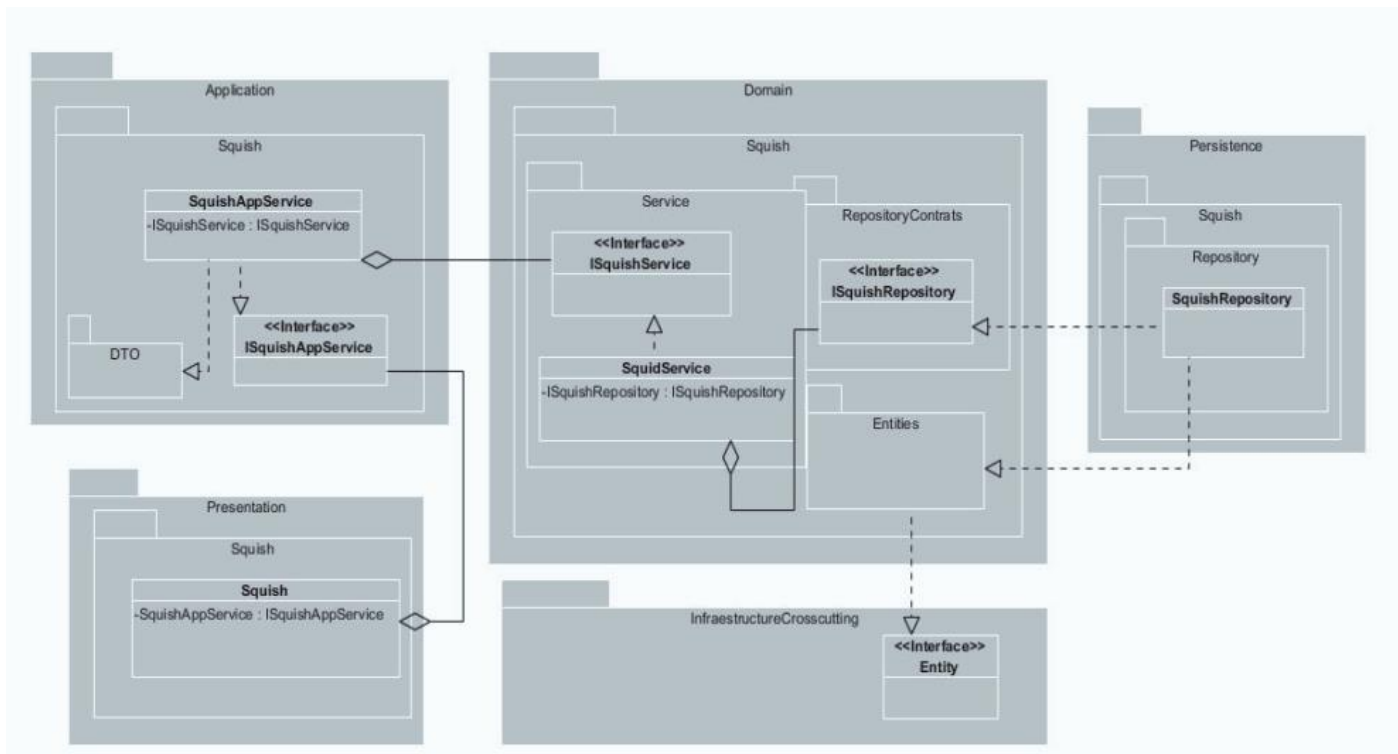 Application
Squish
SquishAppService
-ISquishService : ISquishService
<<Interface>>
ISquishAppService
DTO
Domain
Squish
Service
<<Interface>>
ISquishService
SquidService
-ISquishRepository : ISquishRepository
RepositoryContrats
<<Interface>>
ISquishRepository
Entities
Persistence
Squish
Repository
SquishRepository
Presentation
Squish
Squish
-SquishAppService : ISquishAppService
InfraestructureCrosscutting
<<Interface>>
Entity